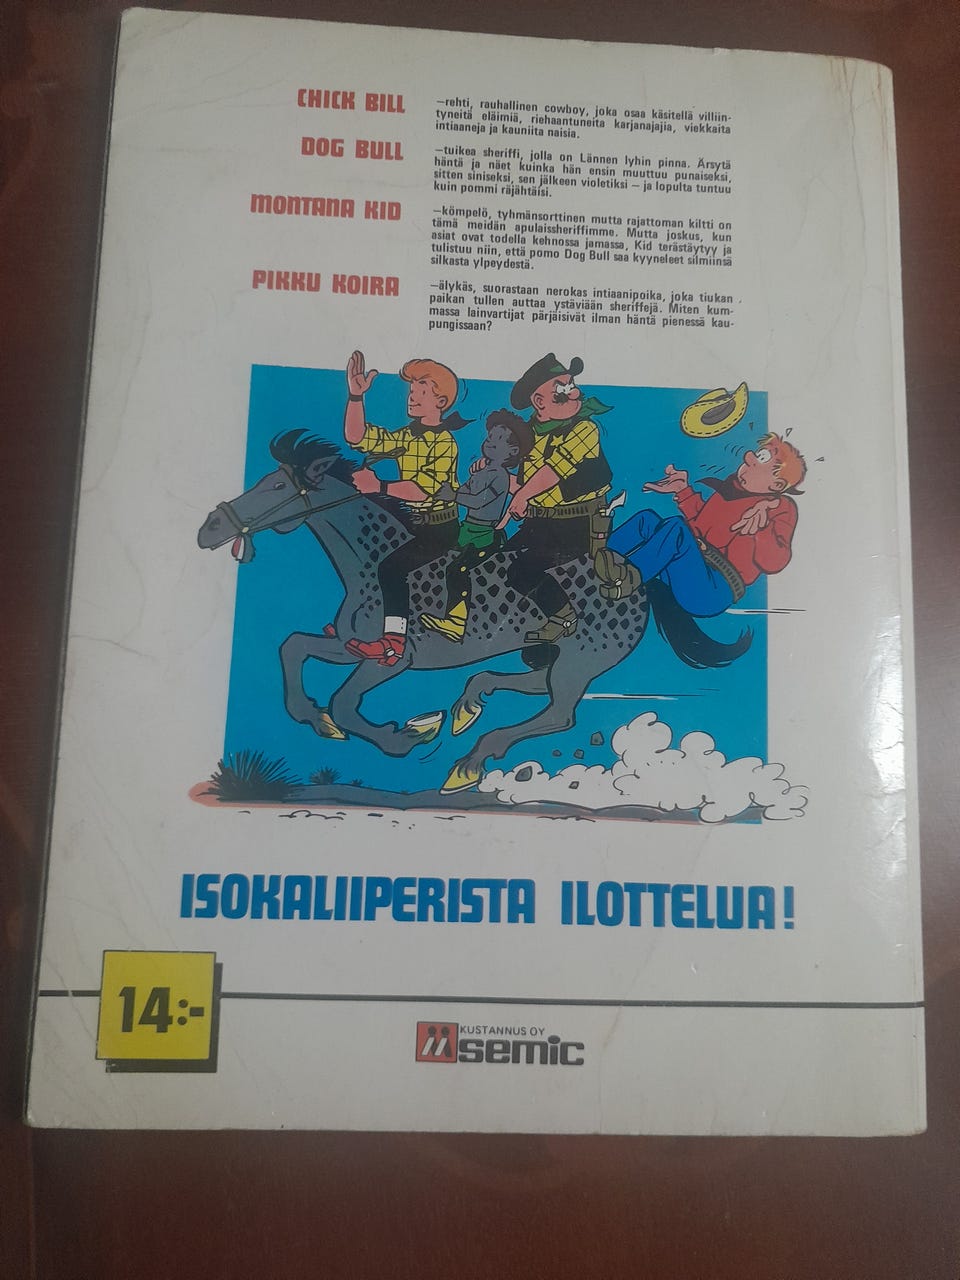 CHICK BILL
—rehti, rauhallinen cowboy, joka osaa käsitellä villiin-
tyneitä eläimiä, riehaantuneita karjanajajia, viekkaita
intiaaneja ja kauniita naisia.
DOG BULL
—tuikea sheriffi, jolla on Lännen lyhin pinna. Ärsytä
häntä ja näet kuinka hän ensin muuttuu punaiseksi,
sitten siniseksi, sen jälkeen violetiksi — ja lopulta tuntuu
kuin pommi räjähtäisi.
MONTANA KID
—kömpelö, tyhmänsorttinen mutta rajattoman kiltti on
tämä meidän apulaissheriffimme. Mutta joskus, kun
asiat ovat todella kehnossa jamassa, Kid terästäytyy ja
tulistuu niin, että pomo Dog Bull saa kyyneleet silmiinsä
silkasta ylpeydestä.
PIKKU KOIRA
—älykäs, suorastaan nerokas intiaanipoika, joka tiukan
paikan tullen auttaa ystäviään sheriffejä. Miten kum-
massa lainvartijat pärjäisivät ilman häntä pienessä kau-
pungissaan?
ISOKALIIPERISTA ILOTTELUA!
14:-
KUSTANNUS OY
semic